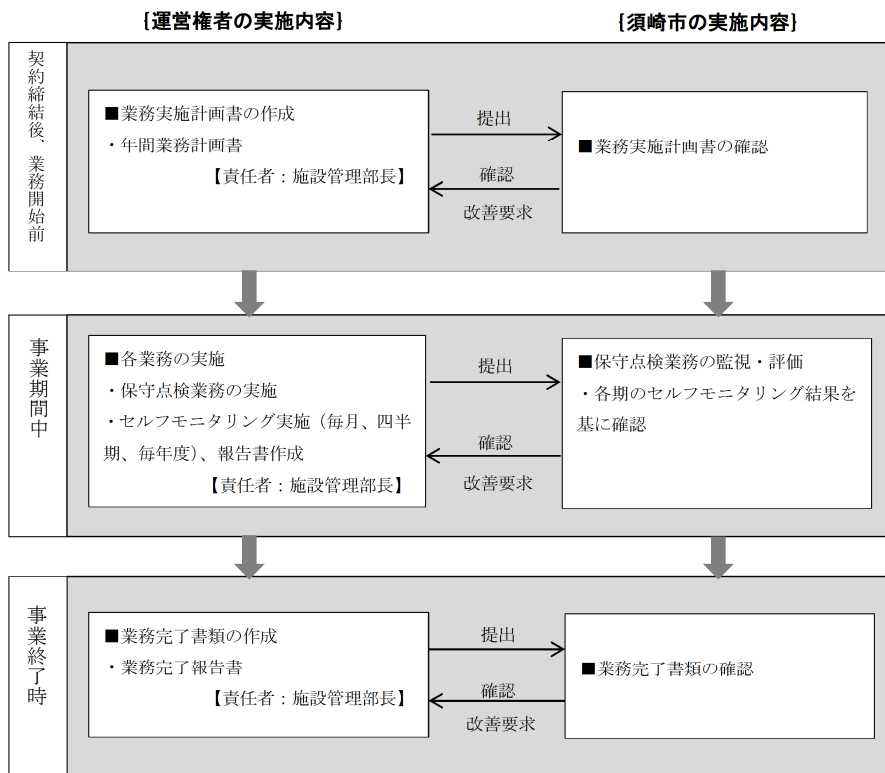 {運営権者の実施内容}
{須崎市の実施内容}
契約締結後、業務開始前
■業務実施計画書の作成
・年間業務計画書
【責任者：施設管理部長】
提出
確認
改善要求
■業務実施計画書の確認
事業期間中
■各業務の実施
・保守点検業務の実施
・セルフモニタリング実施（毎月、四半
期、毎年度）、報告書作成
【責任者：施設管理部長】
提出
確認
改善要求
■保守点検業務の監視・評価
・各期のセルフモニタリング結果を
基に確認
事業終了時
■業務完了書類の作成
・業務完了報告書
【責任者：施設管理部長】
提出
確認
改善要求
■業務完了書類の確認